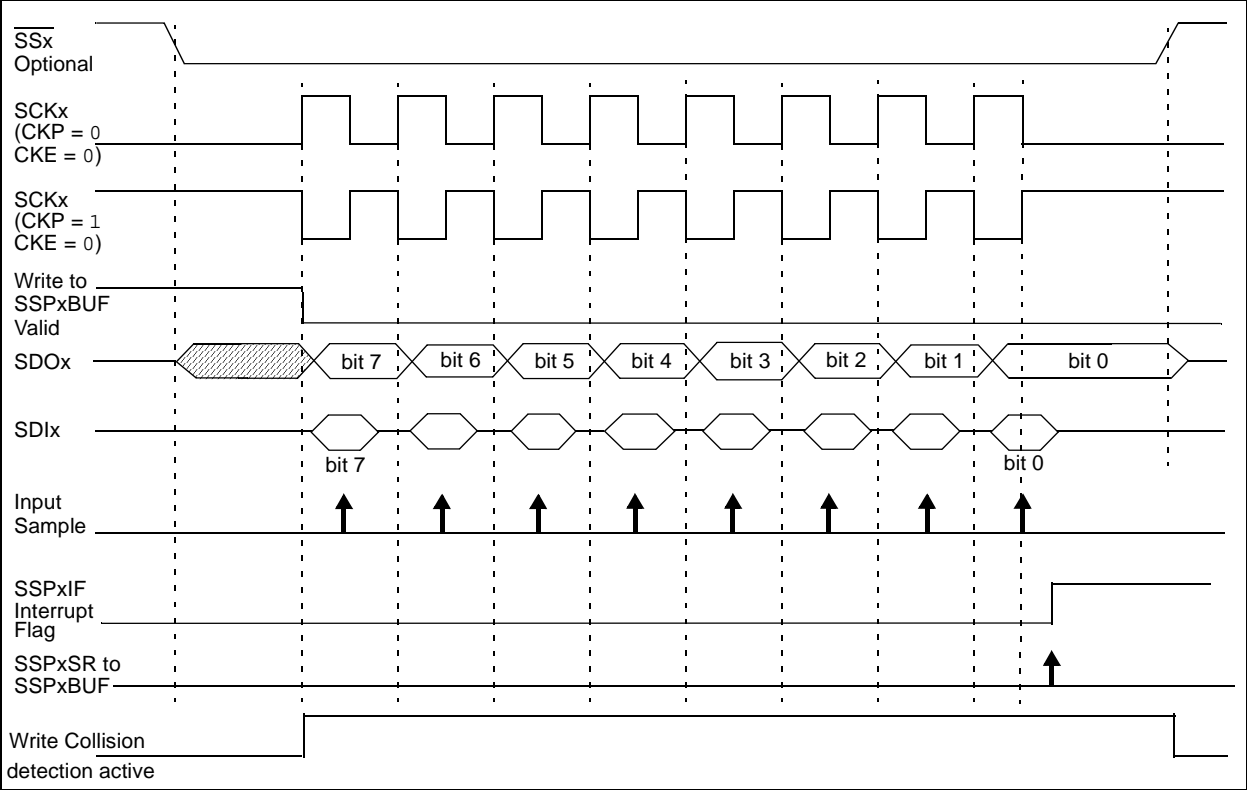 SSx
Optional
SCKx
(CKP = 0
CKE = 0)
SCKx
(CKP = 1
CKE = 0)
Write to
SSPxBUF
Valid
SDOx
bit 7 bit 6 bit 5 bit 4 bit 3 bit 2 bit 1 bit 0
SDIx
bit 7 bit 0
Input
Sample
SSPxIF
Interrupt
Flag
SSPxSR to
SSPxBUF
Write Collision
detection active